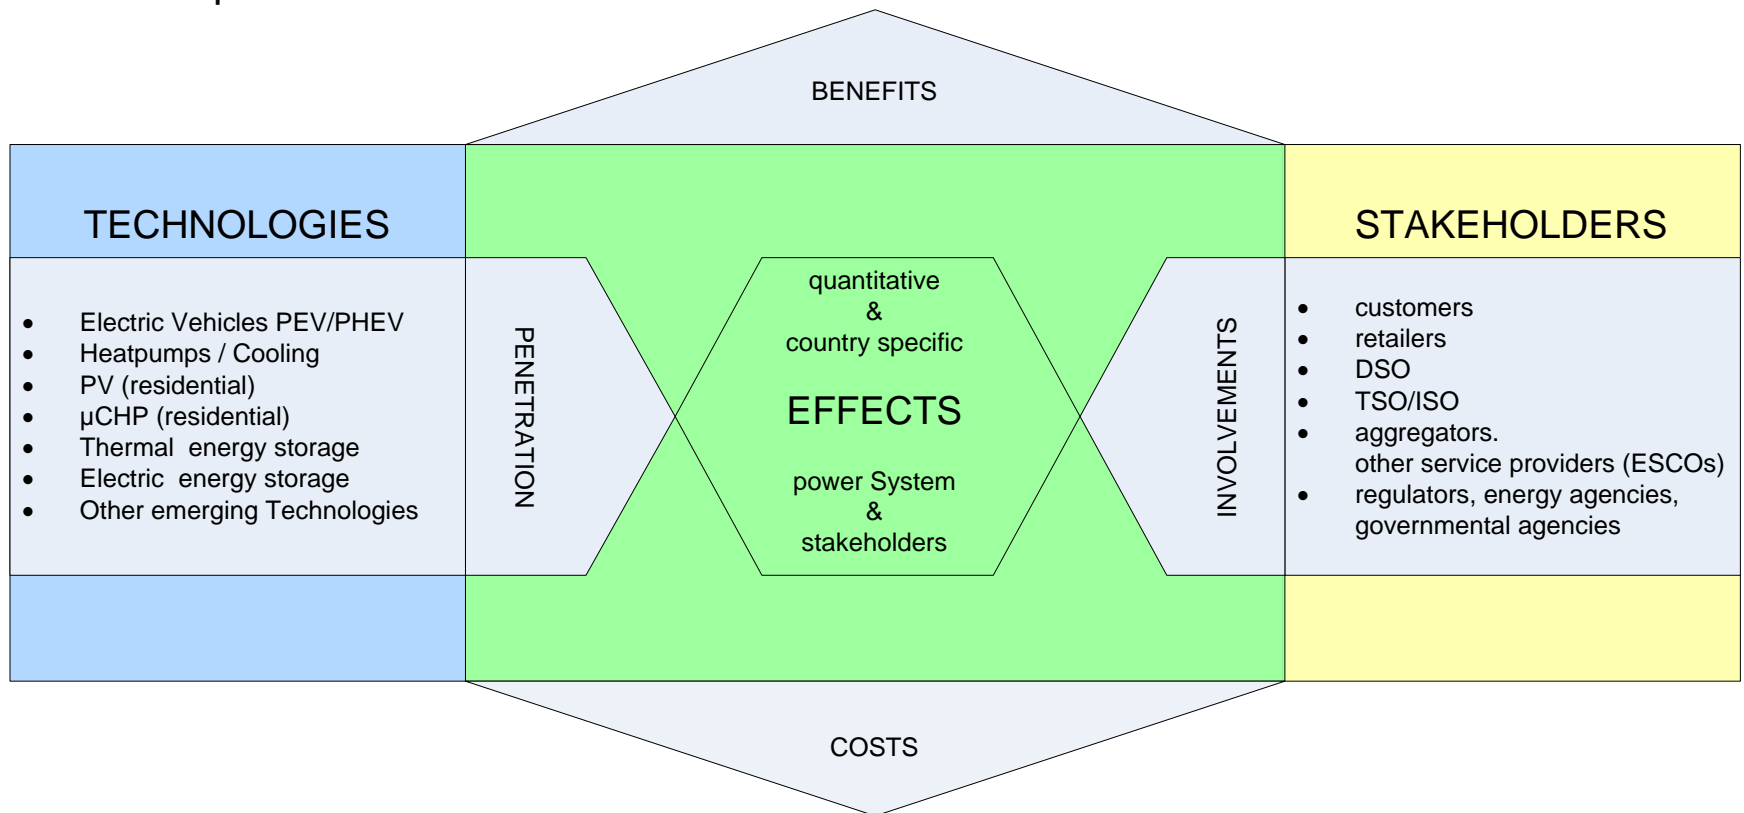 BENEFITS
TECHNOLOGIES
• Electric Vehicles PEV/PHEV
• Heatpumps / Cooling
• PV (residential)
• µCHP (residential)
• Thermal energy storage
• Electric energy storage
• Other emerging Technologies
PENETRATION
quantitative
&
country specific
EFFECTS
power System
&
stakeholders
INVOLVEMENTS
STAKEHOLDERS
• customers
• retailers
• DSO
• TSO/ISO
• aggregators.
other service providers (ESCOs)
• regulators, energy agencies,
governmental agencies
COSTS